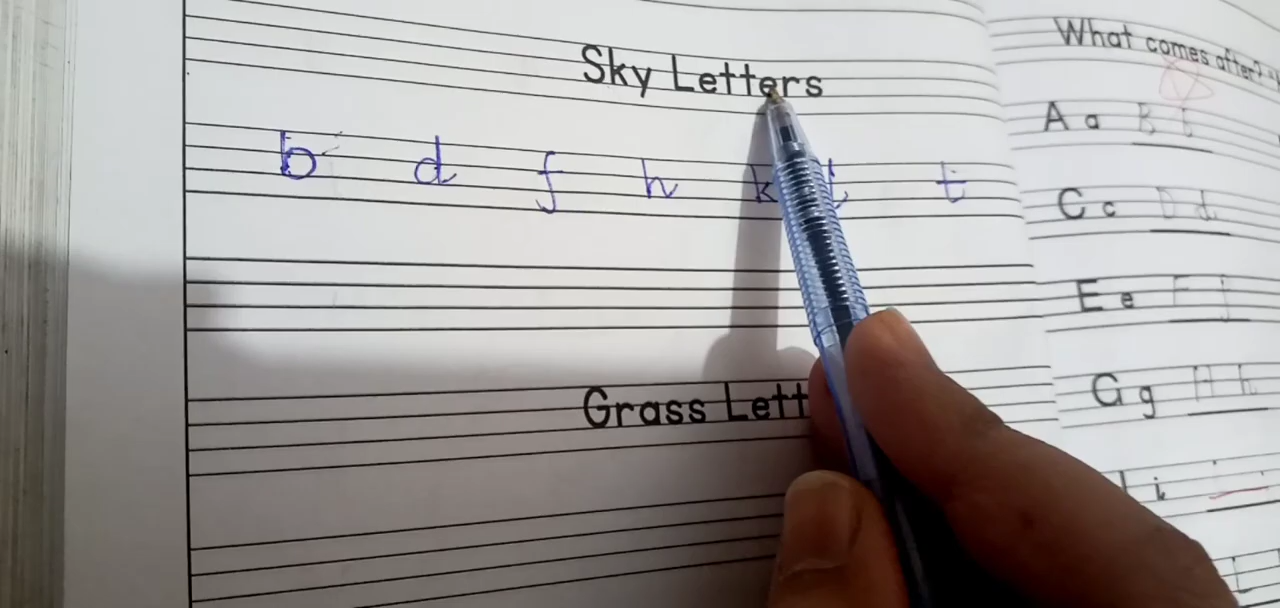 Sky Letters
b d f h k l t
Grass Lett
What comes after?
A a B b
C c D d
E e F f
G g H h
I i